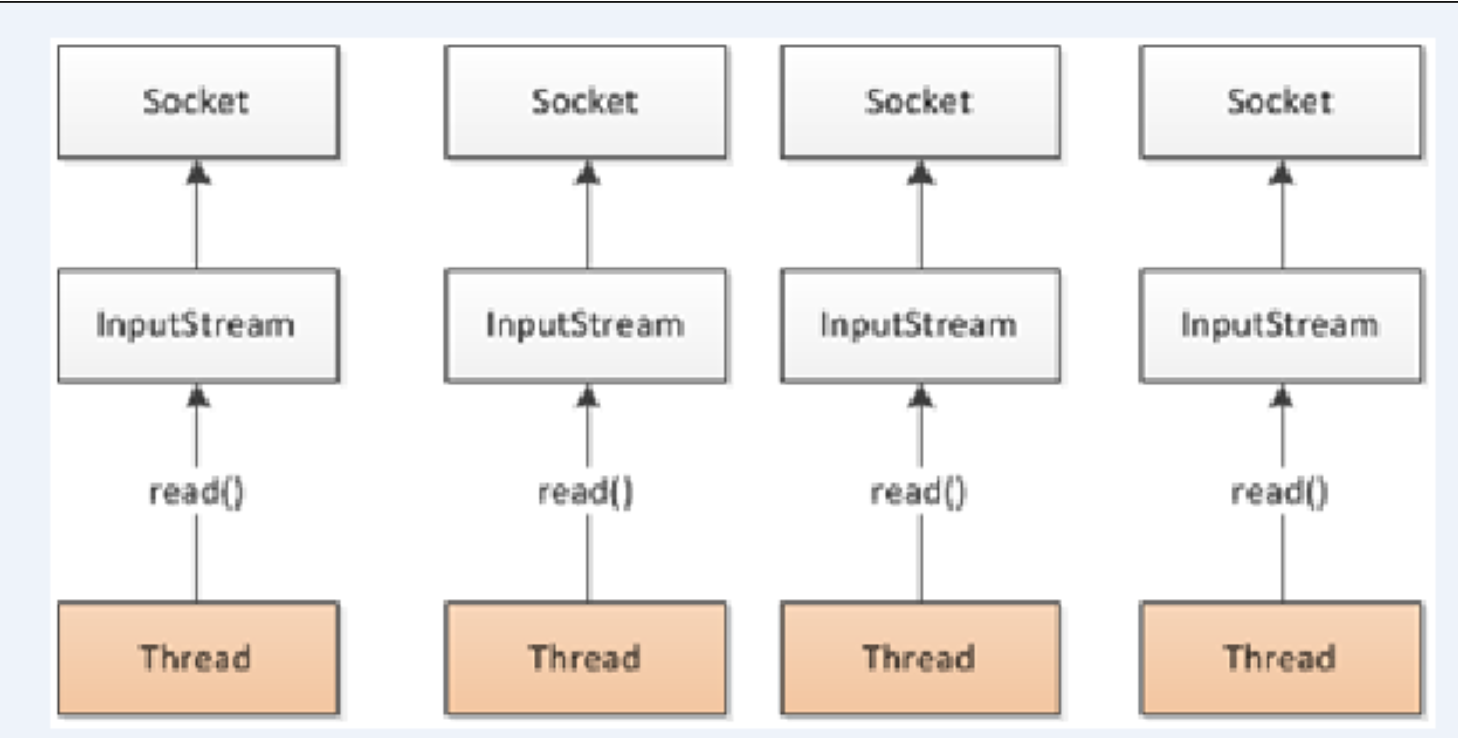 Socket Socket Socket Socket
InputStream InputStream InputStream InputStream
read() read() read() read()
Thread Thread Thread Thread